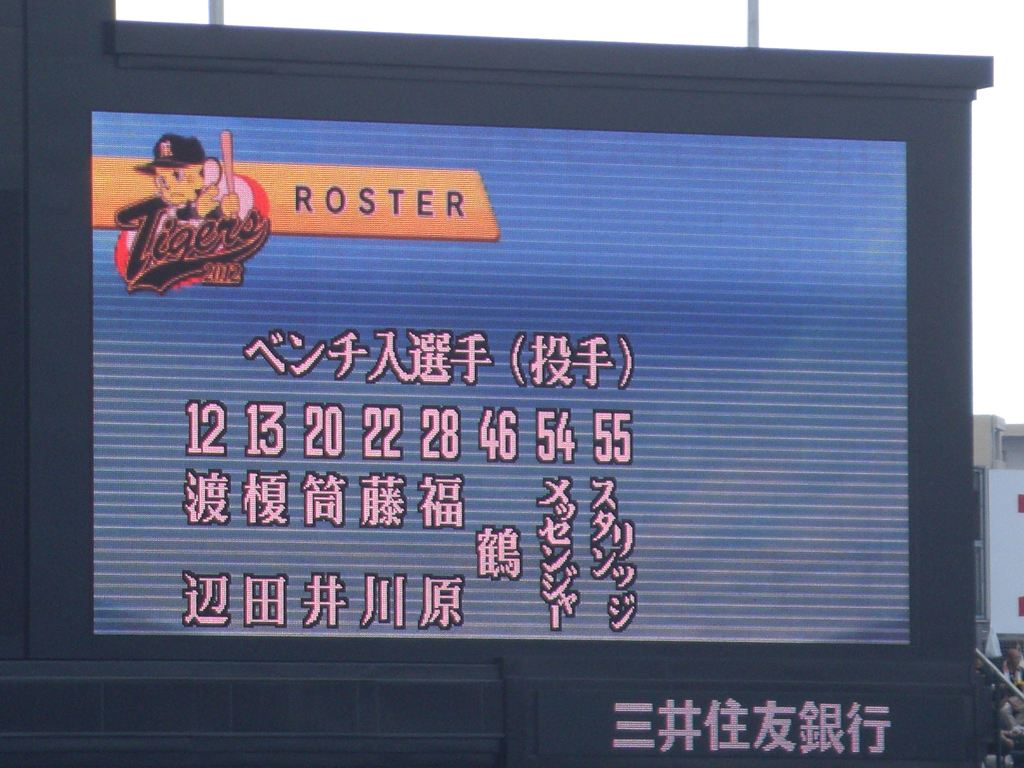 ROSTER
Tigers
2012
ベンチ入選手(投手)
12 13 20 22 28 46 54 55
渡辺
榎田
筒井
藤川
福原
鶴
メッセンジャー
スタンリッジ
三井住友銀行